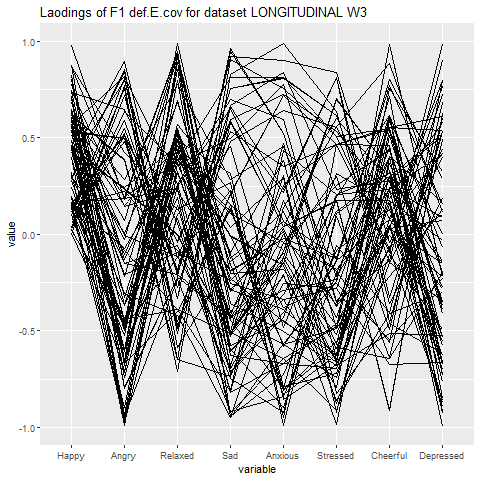 Laodings of F1 def.E.cov for dataset LONGITUDINAL W3
value
1.0
0.5
0.0
-0.5
-1.0
Happy Angry Relaxed Sad Anxious Stressed Cheerful Depressed
variable